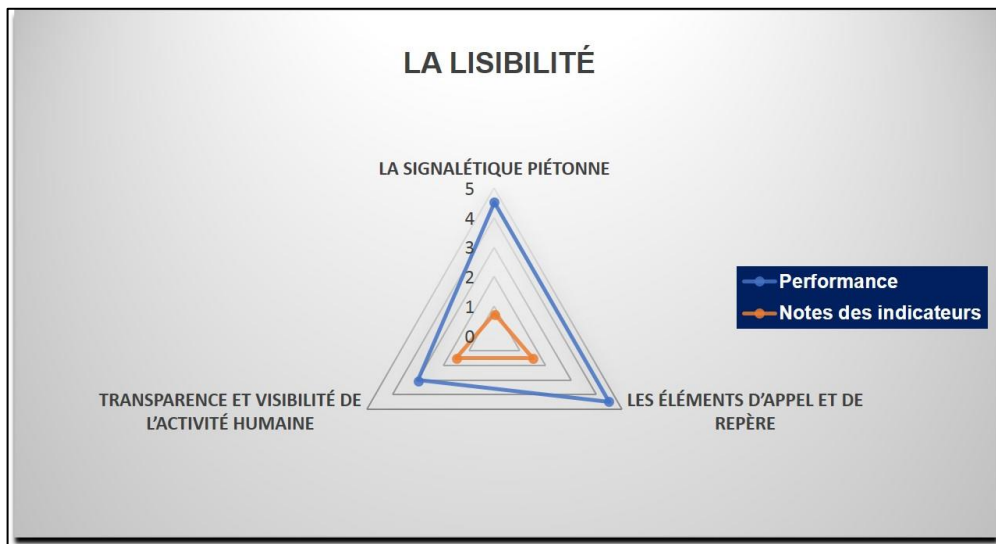 LA LISIBILITÉ
LA SIGNALÉTIQUE PIÉTONNE
5
4
3
2
1
0
Performance
Notes des indicateurs
TRANSPARENCE ET VISIBILITÉ DE
L’ACTIVITÉ HUMAINE
LES ÉLÉMENTS D’APPEL ET DE
REPÈRE